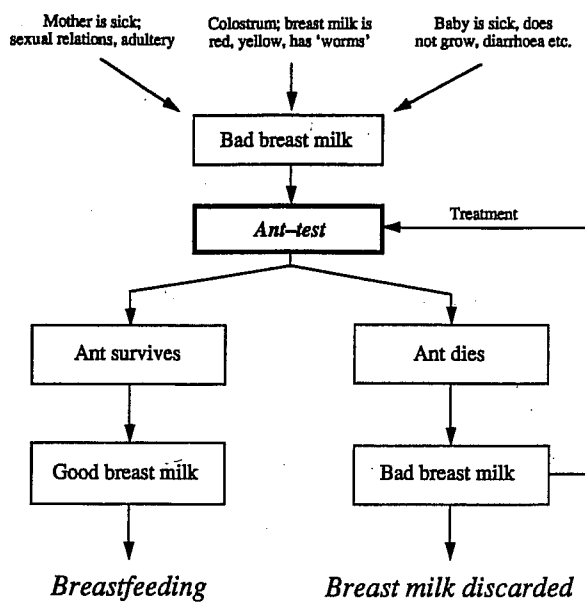 Mother is sick;
sexual relations, adultery
Colostrum; breast milk is
red, yellow, has ‘worms’
Baby is sick, does
not grow, diarrhoea etc.
Bad breast milk
Ant–test
Treatment
Ant survives
Ant dies
Good breast milk
Bad breast milk
Breastfeeding
Breast milk discarded